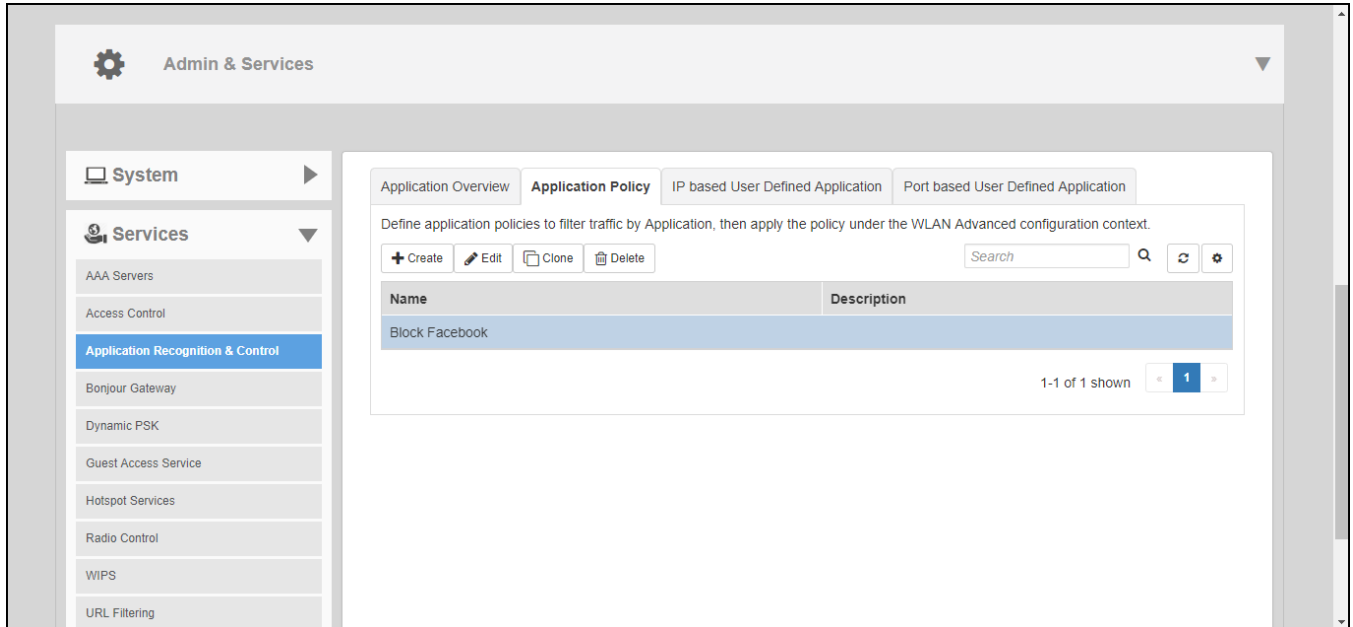 Admin & Services
System
Services
AAA Servers
Access Control
Application Recognition & Control
Bonjour Gateway
Dynamic PSK
Guest Access Service
Hotspot Services
Radio Control
WIPS
URL Filtering
Application Overview Application Policy IP based User Defined Application Port based User Defined Application
Define application policies to filter traffic by Application, then apply the policy under the WLAN Advanced configuration context.
Create Edit Clone Delete Search
Name Description
Block Facebook
1-1 of 1 shown « 1 »